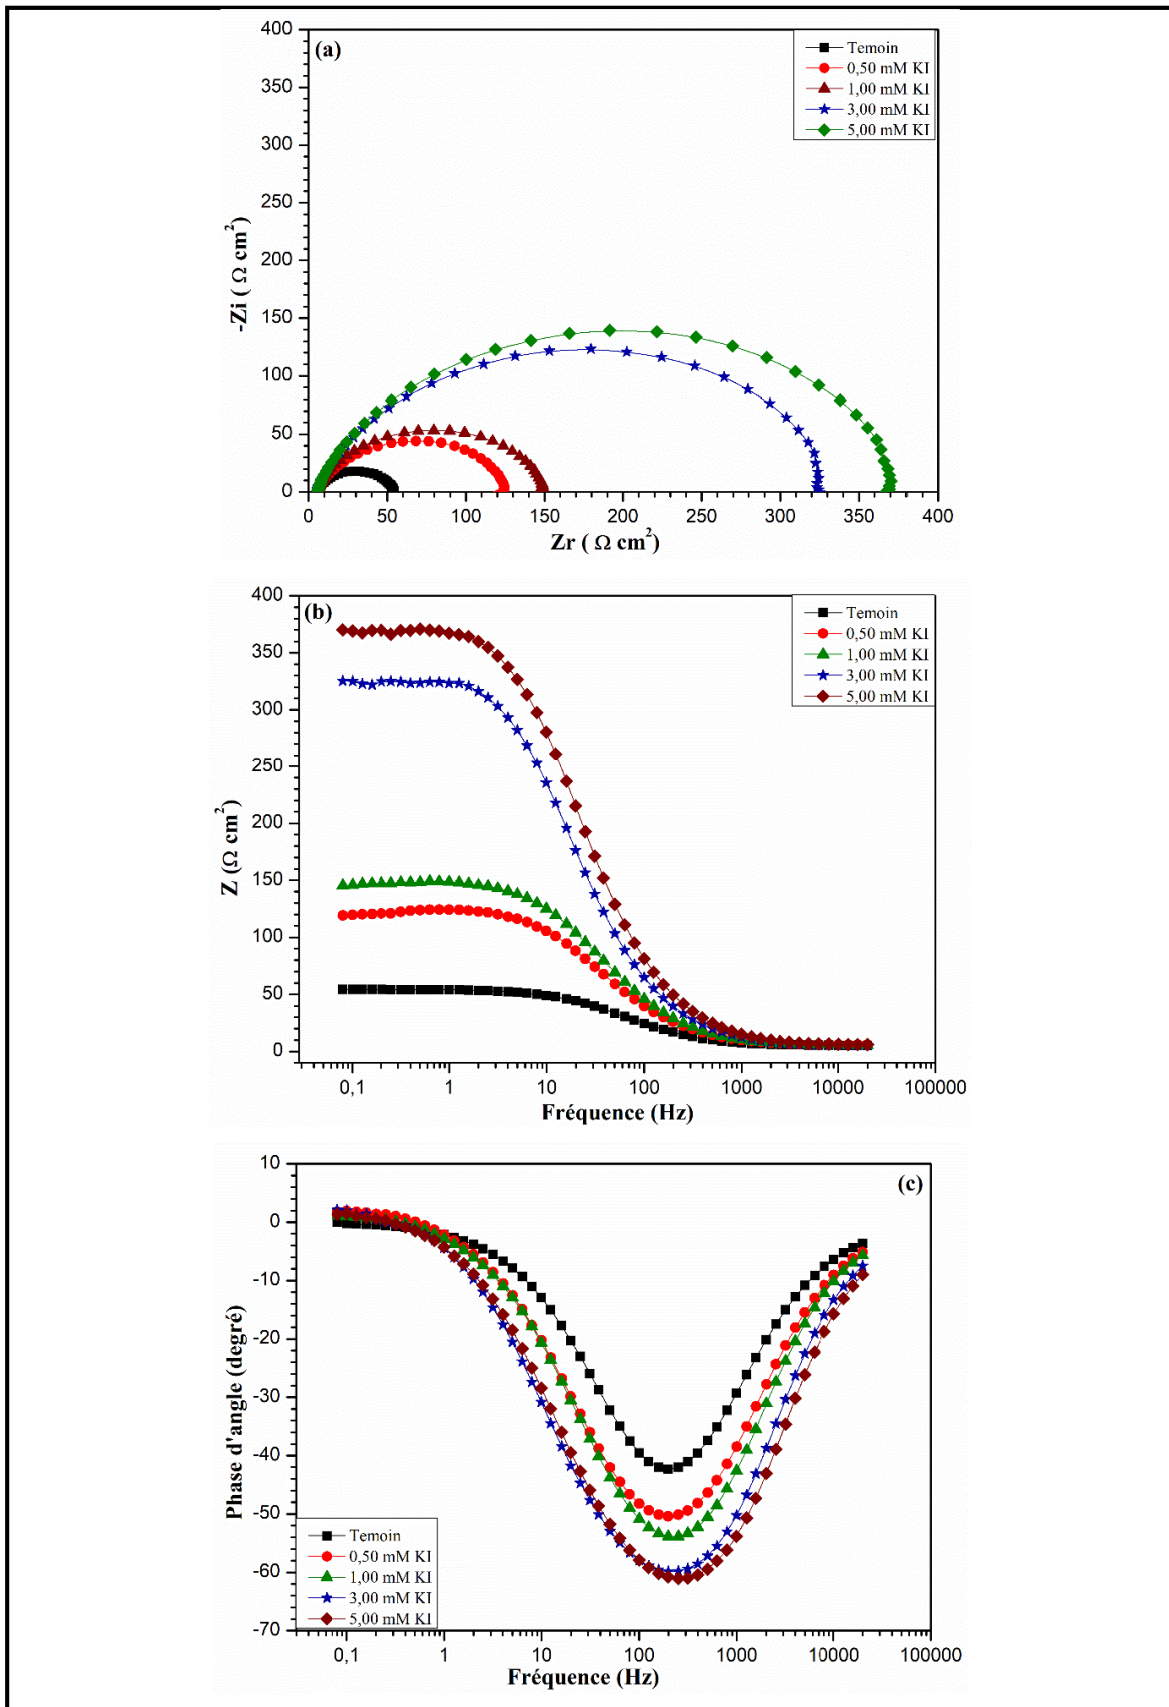 (a)
Temoin
0,50 mM KI
1,00 mM KI
3,00 mM KI
5,00 mM KI
400
350
300
250
200
150
100
50
0
-Zi ( Ω cm²)
0 50 100 150 200 250 300 350 400
Zr ( Ω cm²)
(b)
Temoin
0,50 mM KI
1,00 mM KI
3,00 mM KI
5,00 mM KI
400
350
300
250
200
150
100
50
0
Z (Ω cm²)
0,1 1 10 100 1000 10000 100000
Fréquence (Hz)
(c)
10
0
-10
-20
-30
-40
-50
-60
-70
Phase d'angle (degré)
Temoin
0,50 mM KI
1,00 mM KI
3,00 mM KI
5,00 mM KI
0,1 1 10 100 1000 10000 100000
Fréquence (Hz)